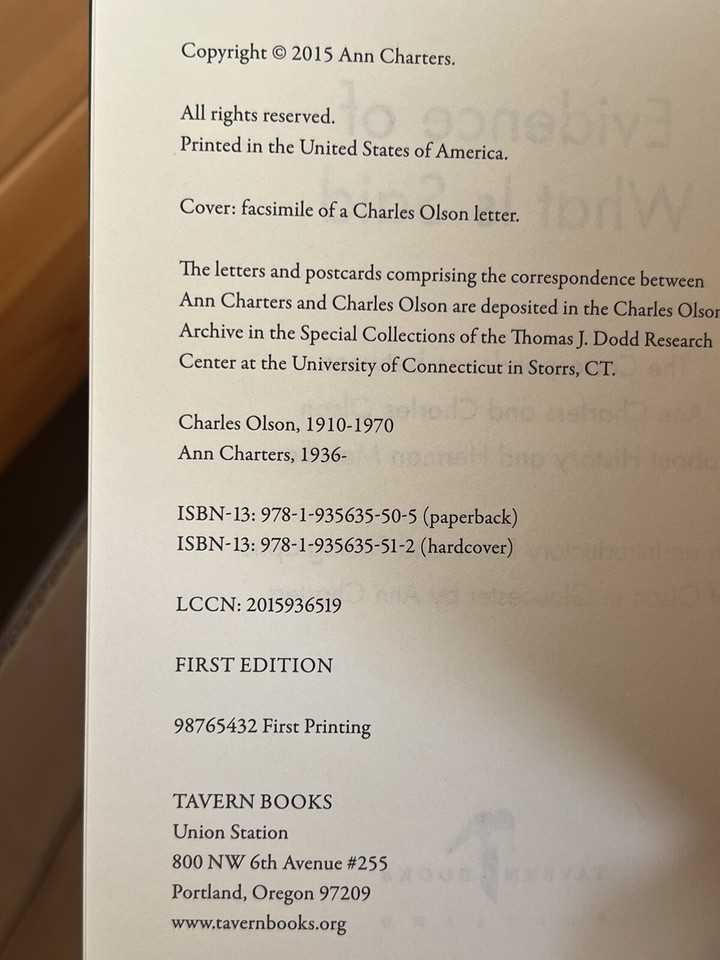 Copyright © 2015 Ann Charters.
All rights reserved.
Printed in the United States of America.
Cover: facsimile of a Charles Olson letter.
The letters and postcards comprising the correspondence between
Ann Charters and Charles Olson are deposited in the Charles Olson
Archive in the Special Collections of the Thomas J. Dodd Research
Center at the University of Connecticut in Storrs, CT.
Charles Olson, 1910-1970
Ann Charters, 1936-
ISBN-13: 978-1-935635-50-5 (paperback)
ISBN-13: 978-1-935635-51-2 (hardcover)
LCCN: 2015936519
FIRST EDITION
98765432 First Printing
TAVERN BOOKS
Union Station
800 NW 6th Avenue #255
Portland, Oregon 97209
www.tavernbooks.org